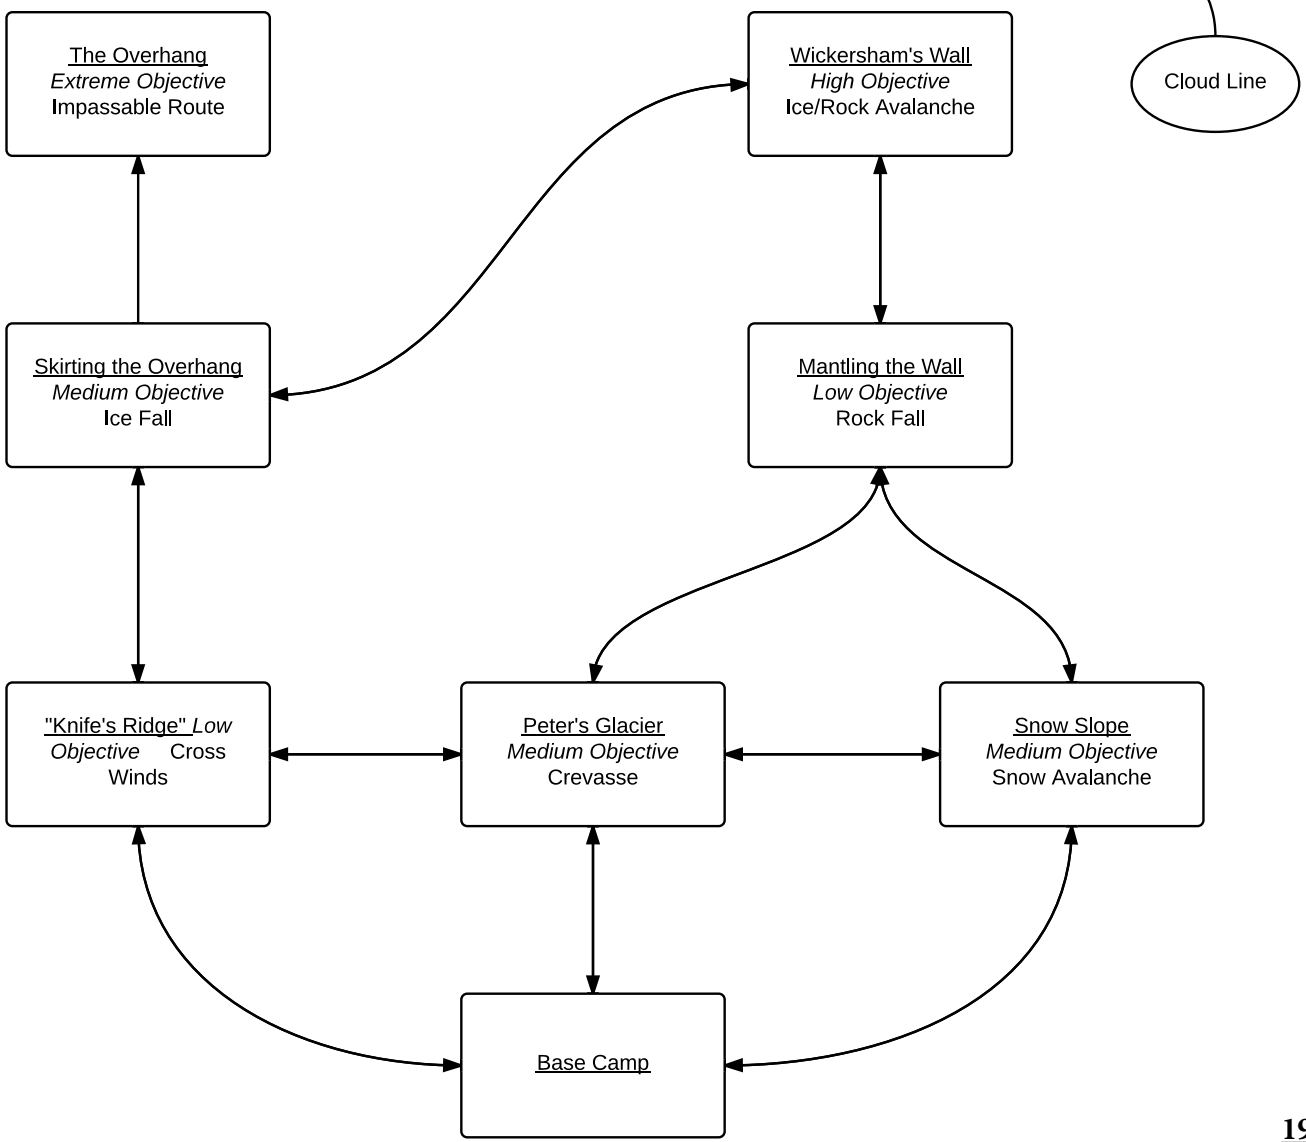 The Overhang
Extreme Objective
Impassable Route
Wickersham's Wall
High Objective
Ice/Rock Avalanche
Cloud Line
Skirting the Overhang
Medium Objective
Ice Fall
Mantling the Wall
Low Objective
Rock Fall
"Knife's Ridge" Low
Objective Cross
Winds
Peter's Glacier
Medium Objective
Crevasse
Snow Slope
Medium Objective
Snow Avalanche
Base Camp